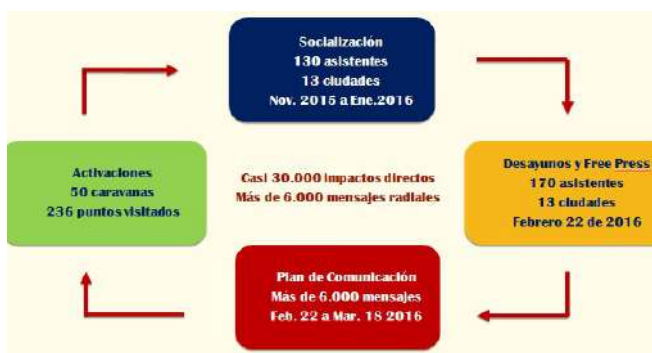 Socialización
130 asistentes
13 ciudades
Nov. 2015 a Ene.2016
Desayunos y Free Press
170 asistentes
13 ciudades
Febrero 22 de 2016
Plan de Comunicación
Más de 6.000 mensajes
Feb. 22 a Mar. 18 2016
Activaciones
50 caravanas
236 puntos visitados
Casi 30.000 impactos directos
Más de 6.000 mensajes radiales